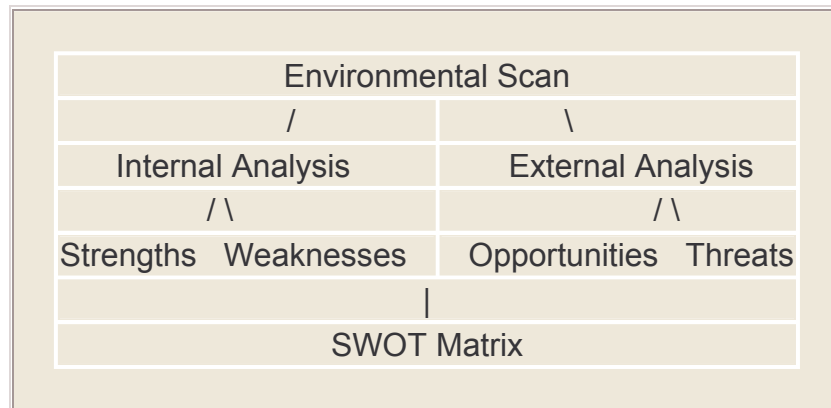 Environmental Scan
/ \
Internal Analysis External Analysis
/ \ / \
Strengths Weaknesses Opportunities Threats
|
SWOT Matrix